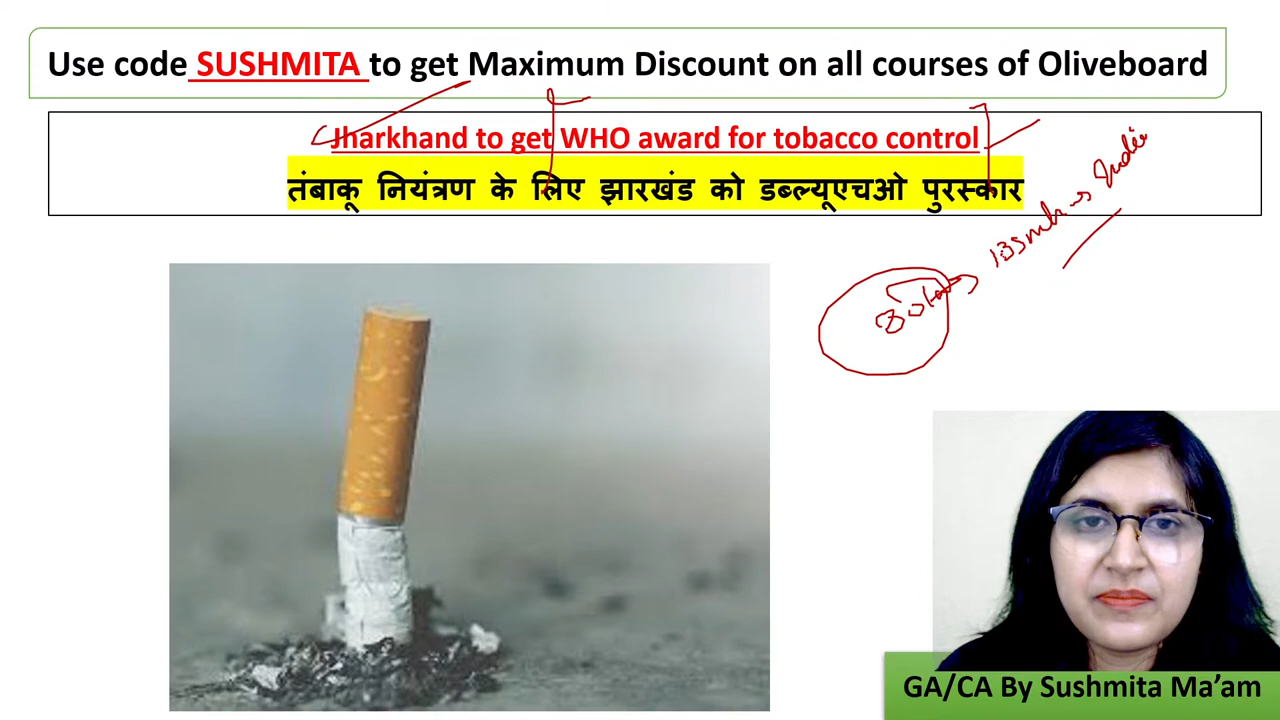 Use code SUSHMITA to get Maximum Discount on all courses of Oliveboard
Jharkhand to get WHO award for tobacco control
तंबाकू नियंत्रण के लिए झारखंड को डब्ल्यूएचओ पुरस्कार
GA/CA By Sushmita Ma'am